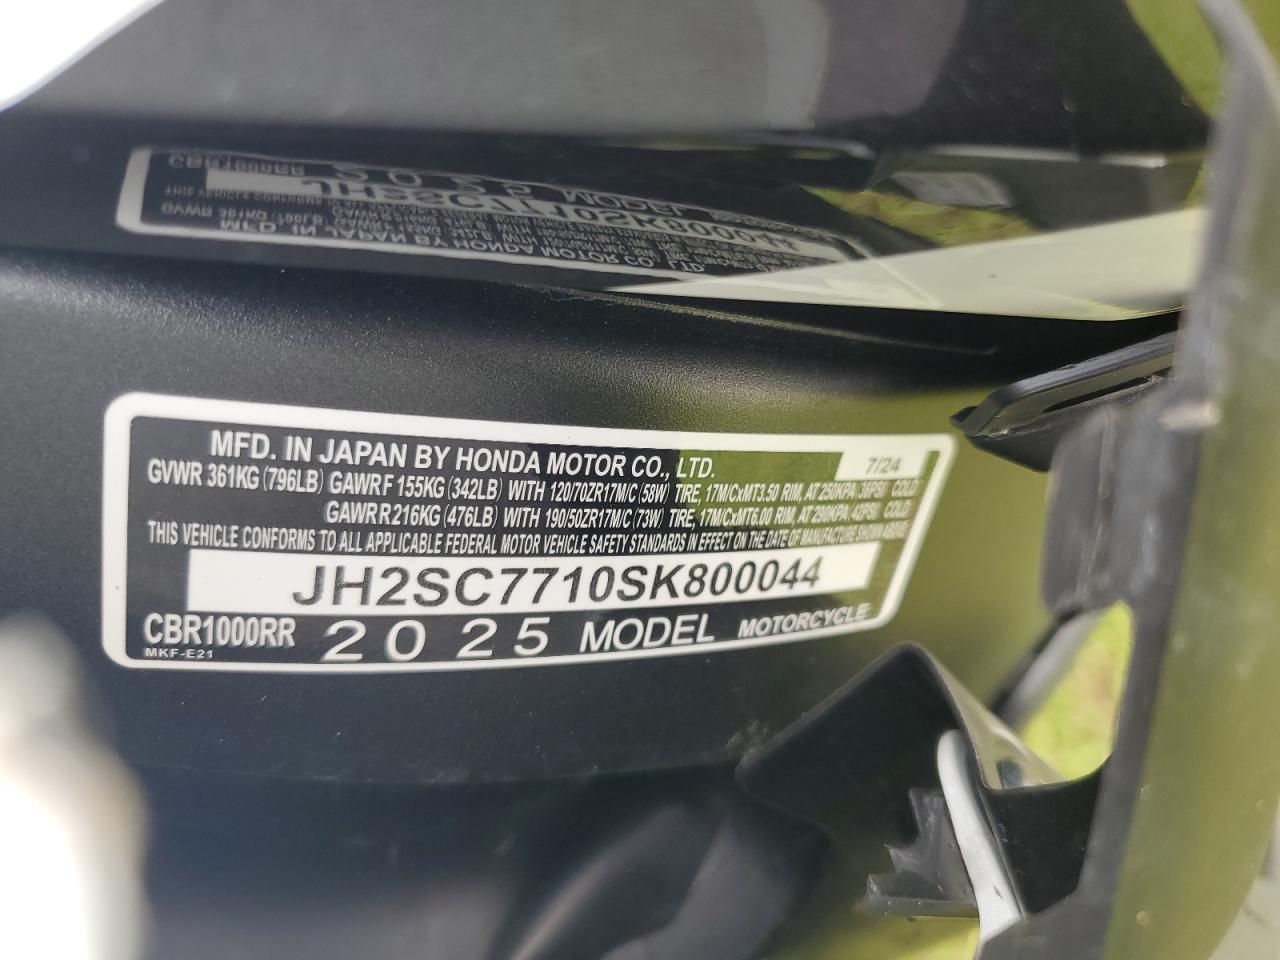 MFD. IN JAPAN BY HONDA MOTOR CO., LTD. 7/24
GVWR 361KG (796LB) GAWR F 155KG (342LB) WITH 120/70ZR17M/C (58W) TIRE, 17M/CxMT3.50 RIM, AT 250KPA, 36PSI COLD
GAWR R 216KG (476LB) WITH 190/50ZR17M/C (73W) TIRE, 17M/CxMT6.00 RIM, AT 290KPA, 42PSI COLD
THIS VEHICLE CONFORMS TO ALL APPLICABLE FEDERAL MOTOR VEHICLE SAFETY STANDARDS IN EFFECT ON THE DATE OF MANUFACTURE SHOWN ABOVE.
JH2SC7710SK800044
CBR1000RR 2025 MODEL MOTORCYCLE
MKF-E21